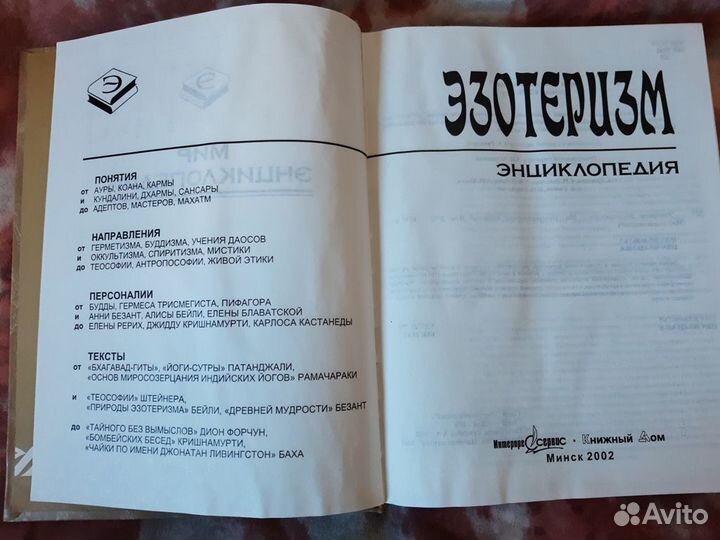 Э
ПОНЯТИЯ
от АУРЫ, КОАНА, КАРМЫ
и КУНДАЛИНИ, ДХАРМЫ, САНСАРЫ
до АДЕПТОВ, МАСТЕРОВ, МАХАТМ
НАПРАВЛЕНИЯ
от ГЕРМЕТИЗМА, БУДДИЗМА, УЧЕНИЯ ДАОСОВ
и ОККУЛЬТИЗМА, СПИРИТИЗМА, МИСТИКИ
до ТЕОСОФИИ, АНТРОПОСОФИИ, ЖИВОЙ ЭТИКИ
ПЕРСОНАЛИИ
от БУДДЫ, ГЕРМЕСА ТРИСМЕГИСТА, ПИФАГОРА
и АННИ БЕЗАНТ, АЛИСЫ БЕЙЛИ, ЕЛЕНЫ БЛАВАТСКОЙ
до ЕЛЕНЫ РЕРИХ, ДЖИДДУ КРИШНАМУРТИ, КАРЛОСА КАСТАНЕДЫ
ТЕКСТЫ
от «БХАГАВАД-ГИТЫ», «ЙОГИ-СУТРЫ» ПАТАНДЖАЛИ,
«ОСНОВ МИРОСОЗЕРЦАНИЯ ИНДИЙСКИХ ЙОГОВ» РАМАЧАРАКИ
и «ТЕОСОФИИ» ШТЕЙНЕРА,
«ПРИРОДЫ ЭЗОТЕРИЗМА» БЕЙЛИ, «ДРЕВНЕЙ МУДРОСТИ» БЕЗАНТ
до «ТАЙНОГО БЕЗ ВЫМЫСЛОВ» ДИОН ФОРЧУН,
«БОМБЕЙСКИХ БЕСЕД» КРИШНАМУРТИ,
«ЧАЙКИ ПО ИМЕНИ ДЖОНАТАН ЛИВИНГСТОН» БАХА
МИР
ЭНЦИКЛОПЕД
ЭЗОТЕРИЗМ
ЭНЦИКЛОПЕДИЯ
Интерпрессервис • Книжный Дом
Минск 2002
Avito